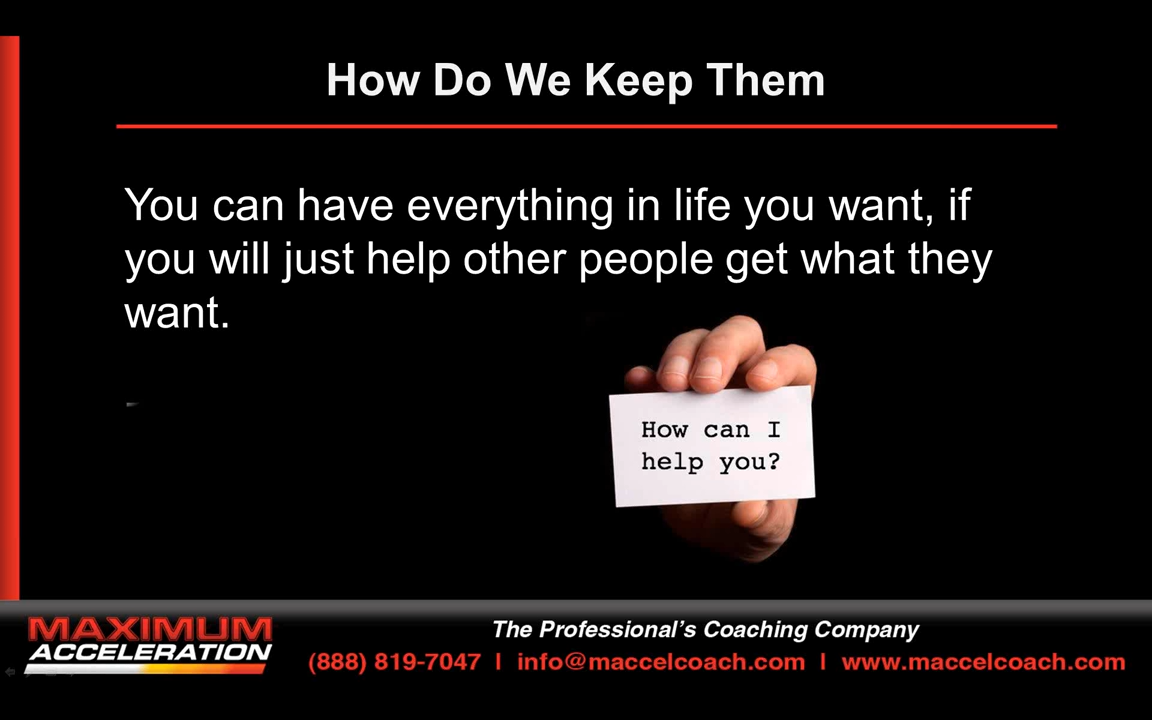 How Do We Keep Them
You can have everything in life you want, if
you will just help other people get what they
want.
How can I
help you?
MAXIMUM
ACCELERATION
The Professional's Coaching Company
(888) 819-7047 | info@maccelcoach.com | www.maccelcoach.com